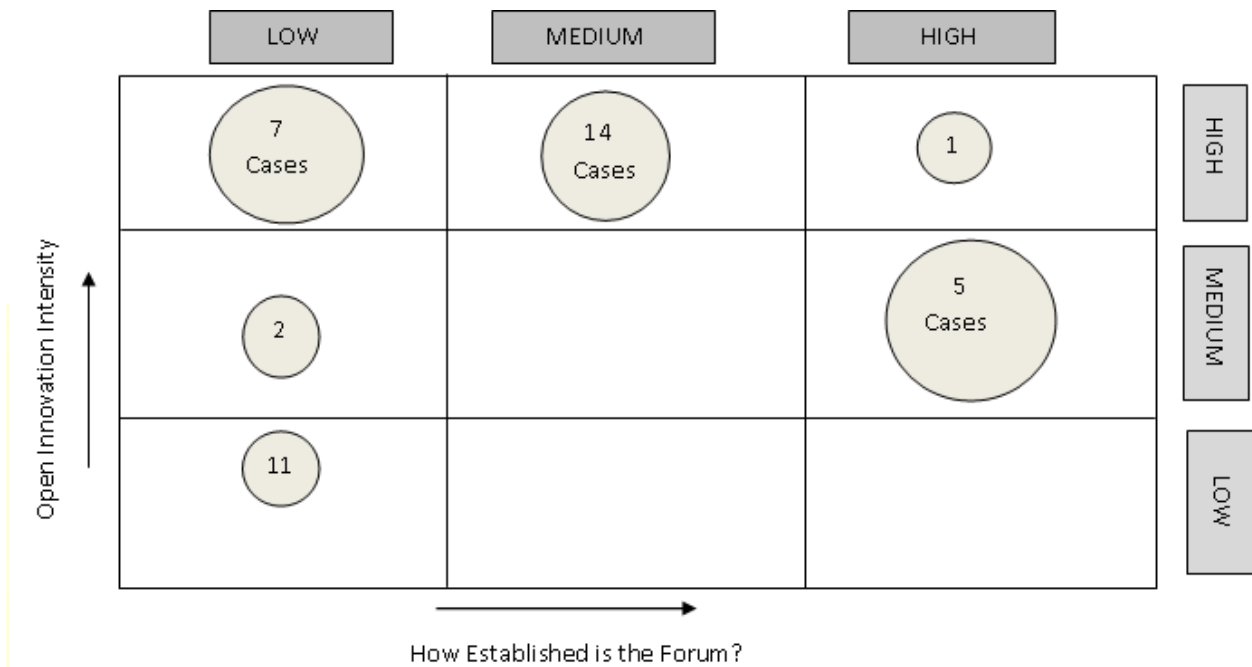 LOW
MEDIUM
HIGH
7
Cases
14
Cases
1
HIGH
2
5
Cases
MEDIUM
11
LOW
Open Innovation Intensity
How Established is the Forum?